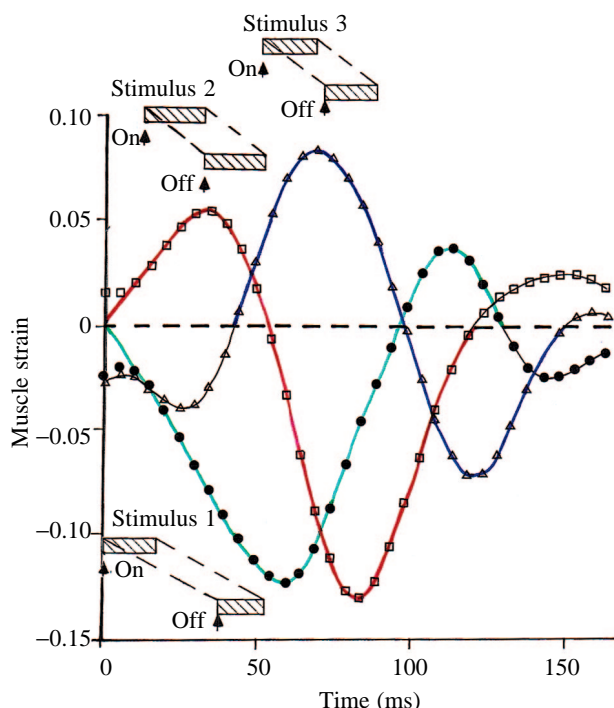 Stimulus 3
On
Off
Stimulus 2
On
Off
0.10
0.05
0
−0.05
−0.10
−0.15
Muscle strain
Stimulus 1
On
Off
0 50 100 150
Time (ms)